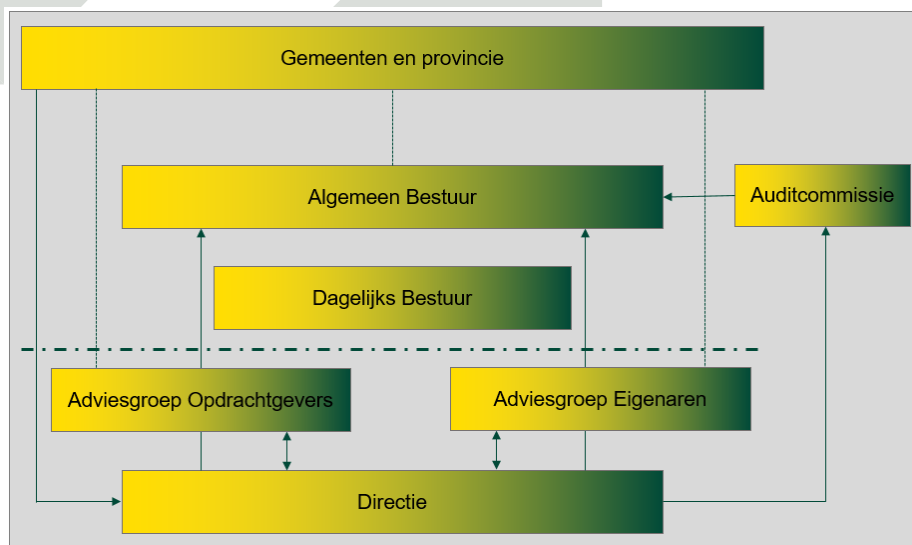 Gemeenten en provincie
Algemeen Bestuur
Auditcommissie
Dagelijks Bestuur
Adviesgroep Opdrachtgevers
Adviesgroep Eigenaren
Directie